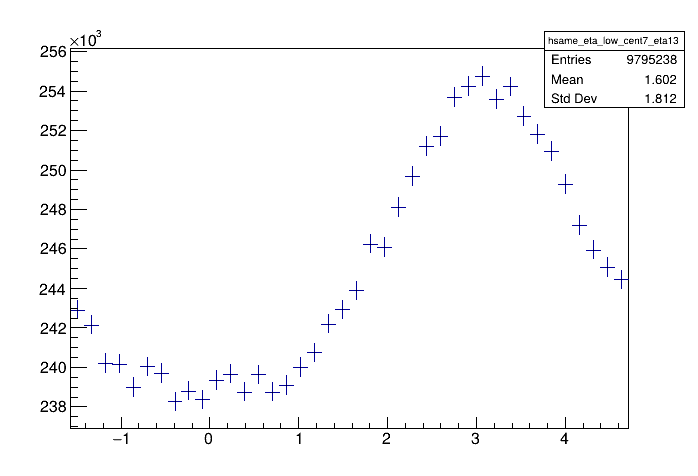 ×10³
hsame_eta_low_cent7_eta13
Entries 9795238
Mean 1.602
Std Dev 1.812
256
254
252
250
248
246
244
242
240
238
−1 0 1 2 3 4